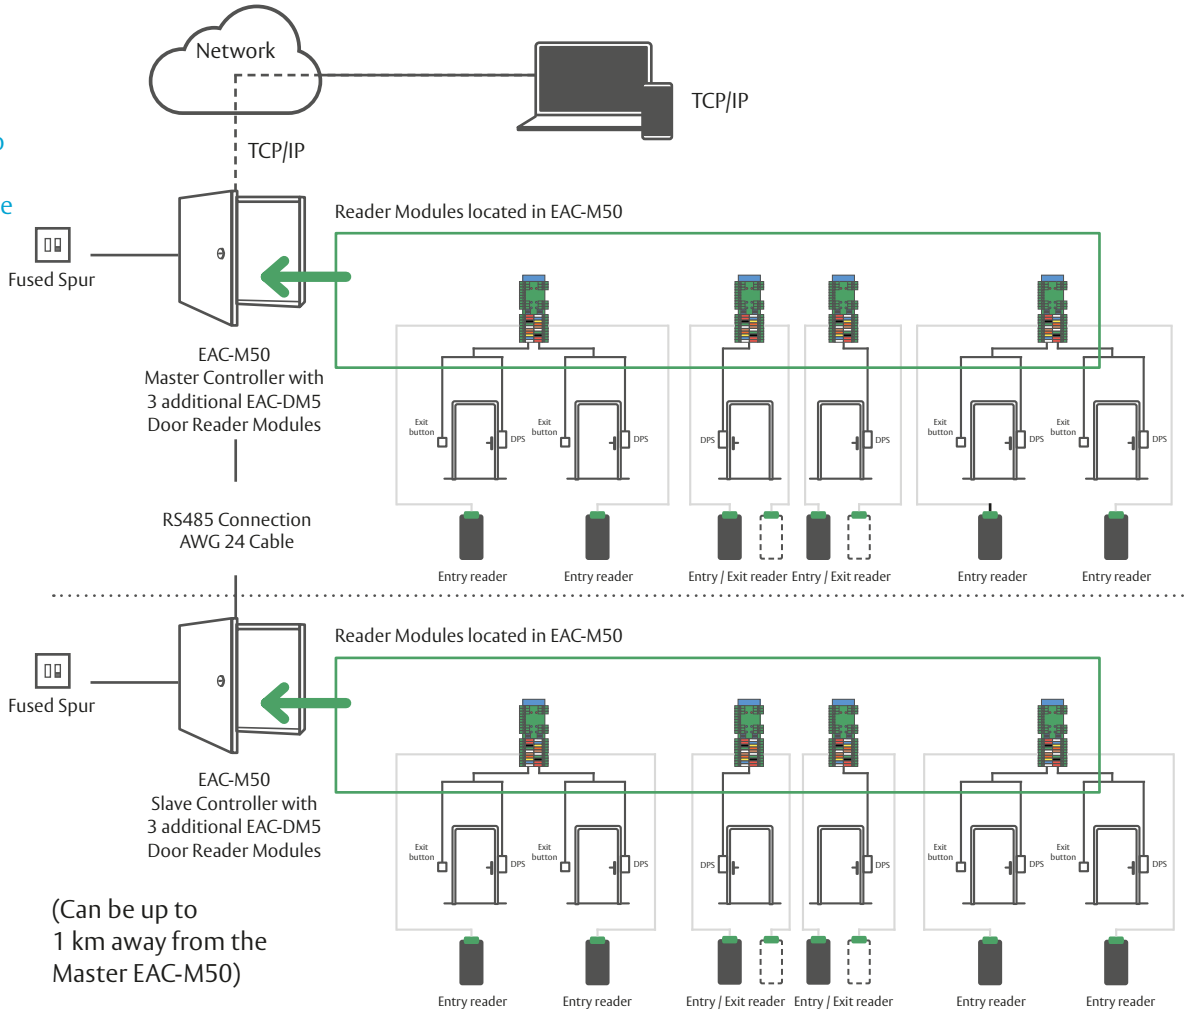 Network
TCP/IP
TCP/IP
e
Reader Modules located in EAC-M50
Fused Spur
EAC-M50
Master Controller with
3 additional EAC-DM5
Door Reader Modules
Exit
button
DPS
Exit
button
DPS
DPS
DPS
Exit
button
DPS
Exit
button
DPS
RS485 Connection
AWG 24 Cable
Entry reader
Entry reader
Entry / Exit reader
Entry / Exit reader
Entry reader
Entry reader
Reader Modules located in EAC-M50
Fused Spur
EAC-M50
Slave Controller with
3 additional EAC-DM5
Door Reader Modules
Exit
button
DPS
Exit
button
DPS
DPS
DPS
Exit
button
DPS
Exit
button
DPS
(Can be up to
1 km away from the
Master EAC-M50)
Entry reader
Entry reader
Entry / Exit reader
Entry / Exit reader
Entry reader
Entry reader